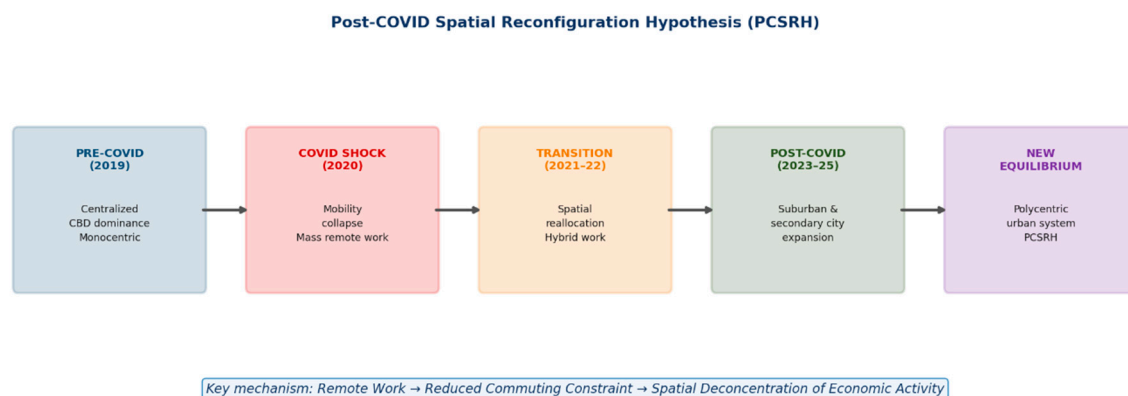 Post-COVID Spatial Reconfiguration Hypothesis (PCSRH)
PRE-COVID
(2019)
Centralized
CBD dominance
Monocentric
COVID SHOCK
(2020)
Mobility
collapse
Mass remote work
TRANSITION
(2021–22)
Spatial
reallocation
Hybrid work
POST-COVID
(2023–25)
Suburban &
secondary city
expansion
NEW
EQUILIBRIUM
Polycentric
urban system
PCSRH
Key mechanism: Remote Work → Reduced Commuting Constraint → Spatial Deconcentration of Economic Activity